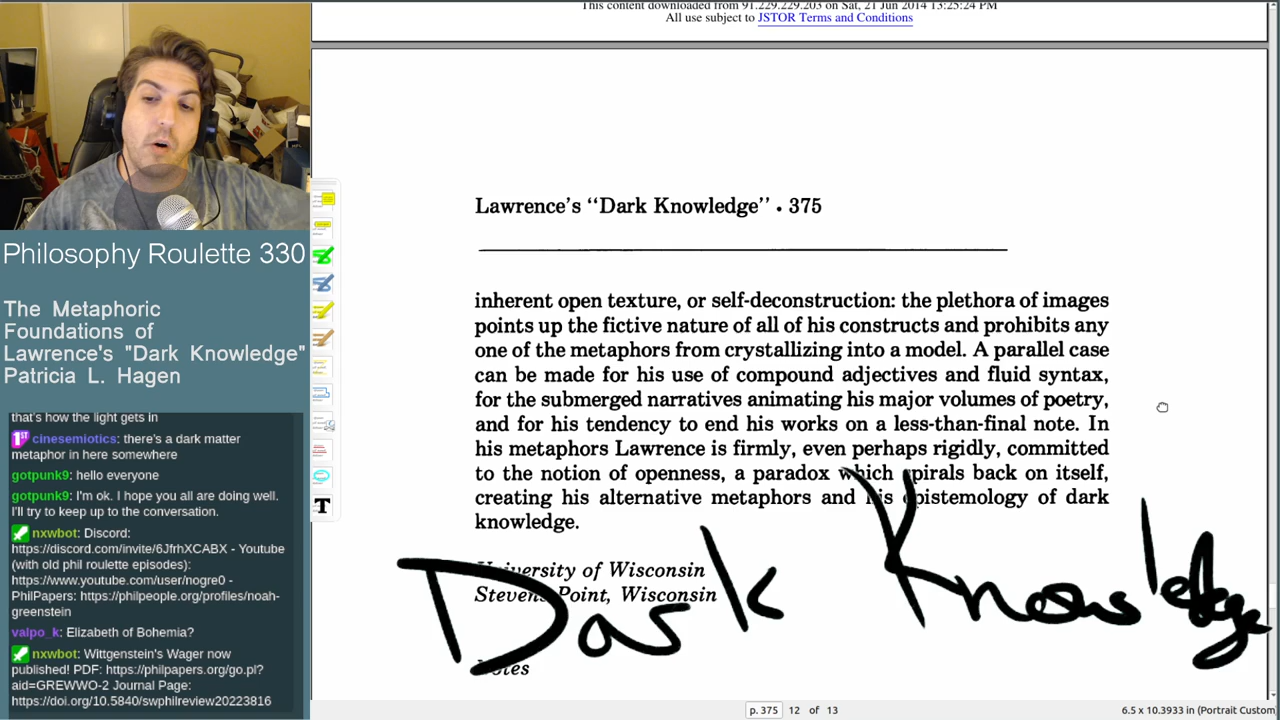 This content downloaded from 91.229.229.203 on Sat, 21 Jun 2014 13:25:24 PM
All use subject to JSTOR Terms and Conditions
Lawrence's "Dark Knowledge" • 375
inherent open texture, or self-deconstruction: the plethora of images
points up the fictive nature of all of his constructs and prohibits any
one of the metaphors from crystallizing into a model. A parallel case
can be made for his use of compound adjectives and fluid syntax,
for the submerged narratives animating his major volumes of poetry,
and for his tendency to end his works on a less-than-final note. In
his metaphors Lawrence is firmly, even perhaps rigidly, committed
to the notion of openness, a paradox which spirals back on itself,
creating his alternative metaphors and his epistemology of dark
knowledge.
University of Wisconsin
Stevens Point, Wisconsin
Dark Knowledge
Notes
Philosophy Roulette 330
The Metaphoric
Foundations of
Lawrence's "Dark Knowledge"
Patricia L. Hagen
that's how the light gets in
cinesemiotics: there's a dark matter
metaphor in here somewhere
gotpunk9: hello everyone
gotpunk9: I'm ok. I hope you all are doing well.
I'll try to keep up to the conversation.
nxwbot: Discord:
https://discord.com/invite/6JfrhXCABX - Youtube
(with old phil roulette episodes):
https://www.youtube.com/user/nogre0 -
PhilPapers: https://philpeople.org/profiles/noah-
greenstein
valpo_k: Elizabeth of Bohemia?
nxwbot: Wittgenstein's Wager now
published! PDF: https://philpapers.org/go.pl?
aid=GREWWO-2 Journal Page:
https://doi.org/10.5840/swphilreview20223816
T
p. 375 12 of 13
6.5 x 10.3933 in (Portrait Custom